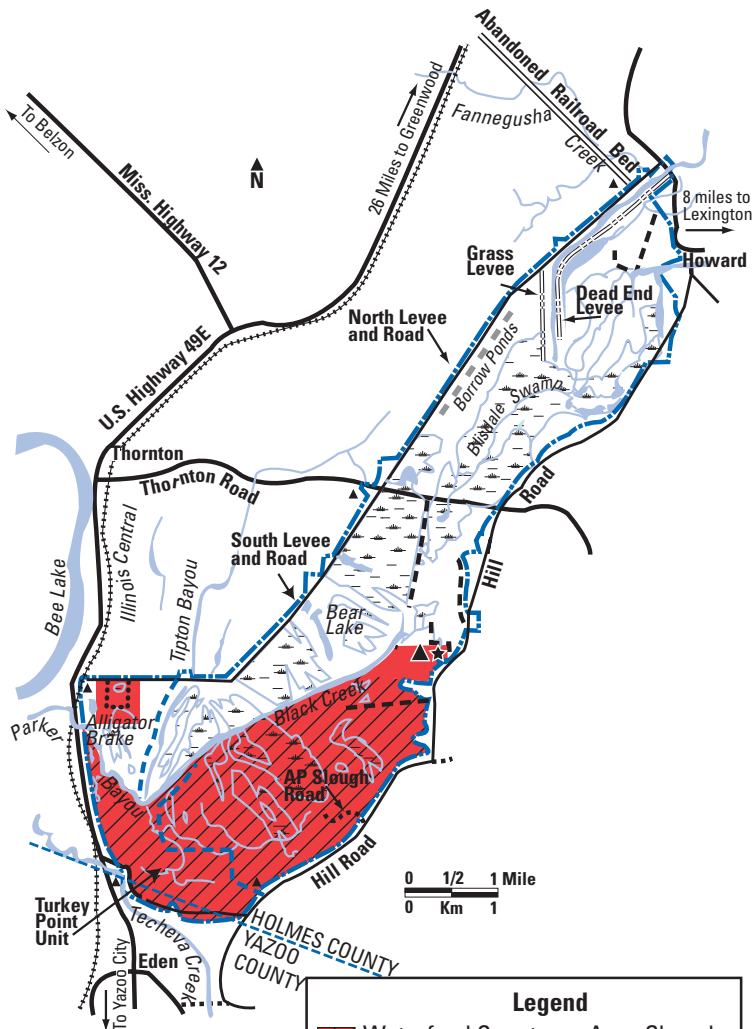 Abandoned Railroad Bed
Fannegusha
Creek
To Belzon
Miss. Highway 12
N
26 Miles to Greenwood
8 miles to
Lexington
Howard
Grass
Levee
Dead End
Levee
North Levee
and Road
Borrow Ponds
Blisdale Swamp
U.S. Highway 49E
Thornton
Thornton Road
Road
Hill
South Levee
and Road
Illinois Central
Tipton Bayou
Bee Lake
Bear
Lake
Black Creek
Alligator
Brake
Parker
Bayou
AP Slough
Road
Hill Road
0 1/2 1 Mile
0 Km 1
Turkey
Point
Unit
Techeva Creek
HOLMES COUNTY
YAZOO
COUNTY
Eden
To Yazoo City
Legend